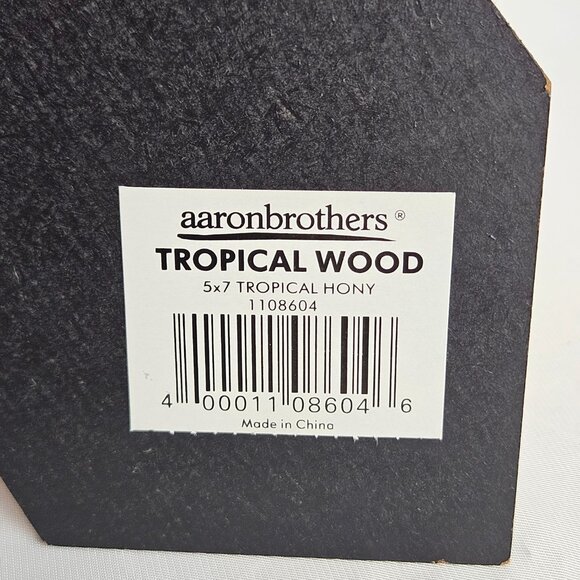 aaronbrothers®
TROPICAL WOOD
5x7 TROPICAL HONY
1108604
4 00011 08604 6
Made in China